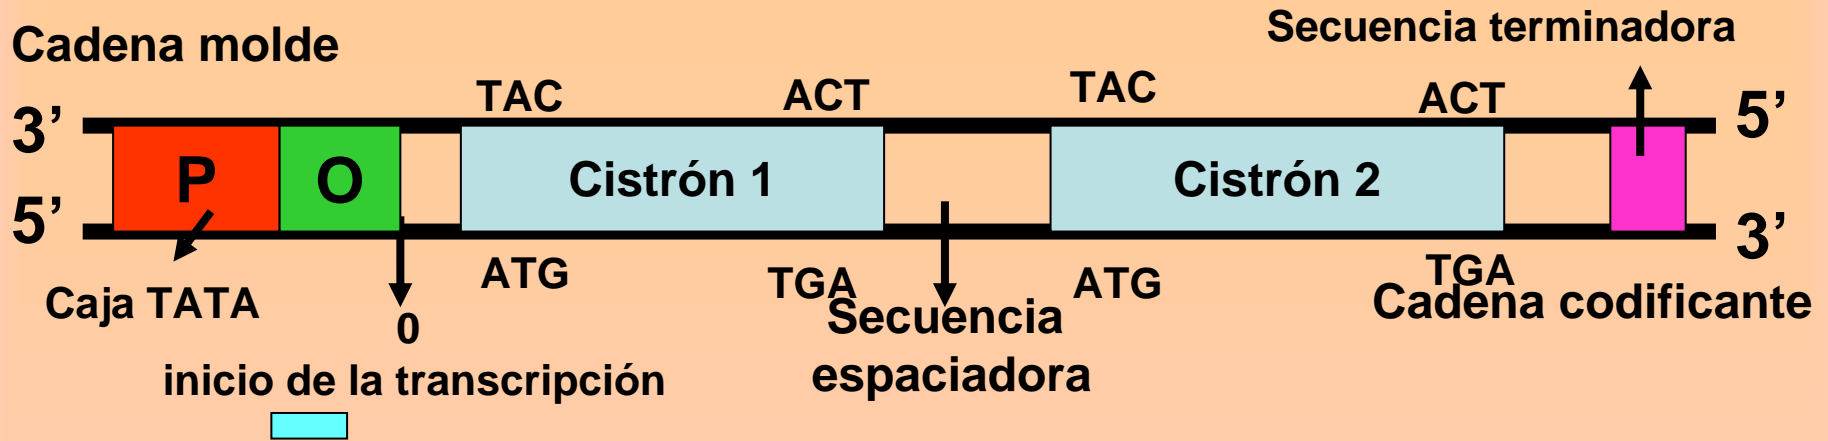 Secuencia terminadora
Cadena molde
TAC ACT TAC ACT
3’ 5’
P O Cistrón 1 Cistrón 2
5’ 3’
ATG TGA ATG TGA
Caja TATA 0 Secuencia Cadena codificante
espaciadora
inicio de la transcripción